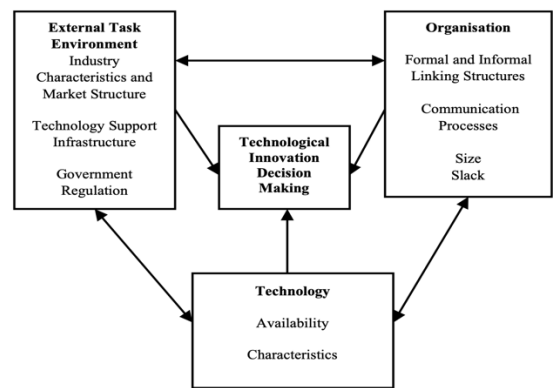 External Task
Environment
Industry
Characteristics and
Market Structure
Technology Support
Infrastructure
Government
Regulation
Organisation
Formal and Informal
Linking Structures
Communication
Processes
Size
Slack
Technological
Innovation
Decision
Making
Technology
Availability
Characteristics